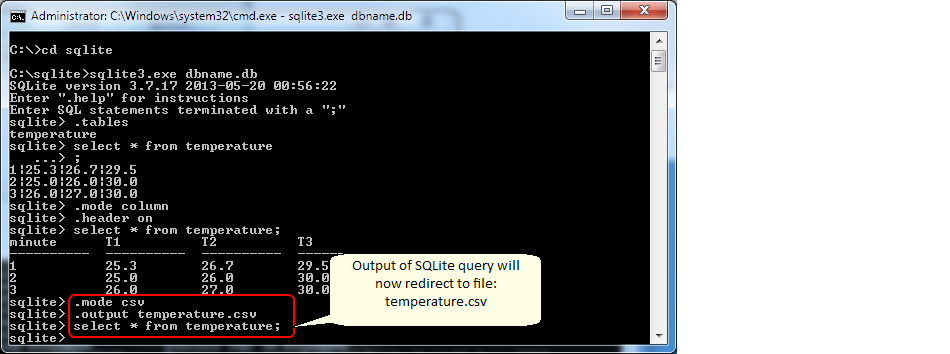 Administrator: C:\Windows\system32\cmd.exe - sqlite3.exe dbname.db
C:\>cd sqlite
C:\sqlite>sqlite3.exe dbname.db
SQLite version 3.7.17 2013-05-20 00:56:22
Enter ".help" for instructions
Enter SQL statements terminated with a ";"
sqlite> .tables
temperature
sqlite> select * from temperature
   ...> ;
1|25.3|26.7|29.5
2|25.0|26.0|30.0
3|26.0|27.0|30.0
sqlite> .mode column
sqlite> .header on
sqlite> select * from temperature;
minute      T1          T2          T3
----------  ----------  ----------  ----------
1           25.3        26.7        29.5
2           25.0        26.0        30.0
3           26.0        27.0        30.0
sqlite> .mode csv
sqlite> .output temperature.csv
sqlite> select * from temperature;
sqlite>
Output of SQLite query will
now redirect to file:
temperature.csv